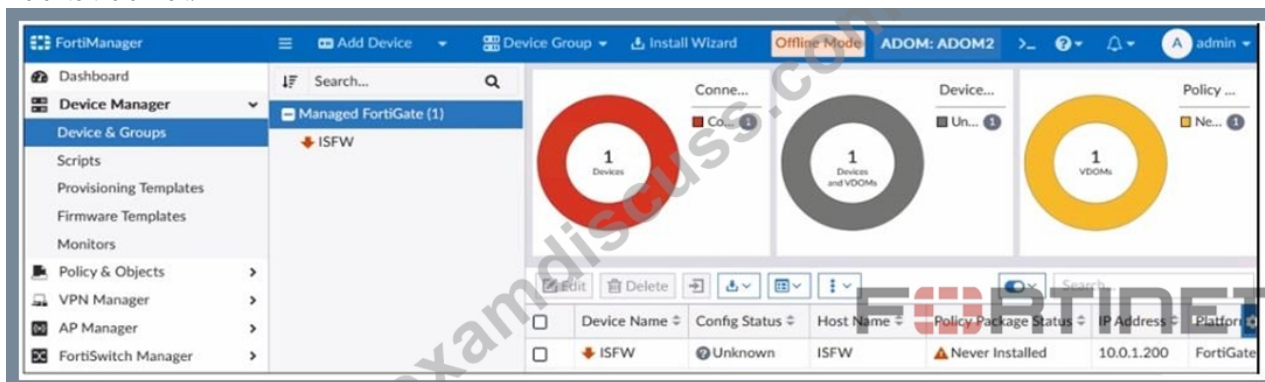 FortiManager
Add Device
Device Group
Install Wizard
Offline Mode
ADOM: ADOM2
>_
A
admin
Dashboard
Device Manager
Device & Groups
Scripts
Provisioning Templates
Firmware Templates
Monitors
Policy & Objects
VPN Manager
AP Manager
FortiSwitch Manager
Search...
Managed FortiGate (1)
ISFW
Conne...
Co... 1
1
Devices
Device...
Un... 1
1
Devices
and VDOMs
Policy ...
Ne... 1
1
VDOMs
Edit
Delete
Search...
Device Name
Config Status
Host Name
Policy Package Status
IP Address
Platform
ISFW
Unknown
ISFW
Never Installed
10.0.1.200
FortiGate
FORTINET
examdiscuss.com